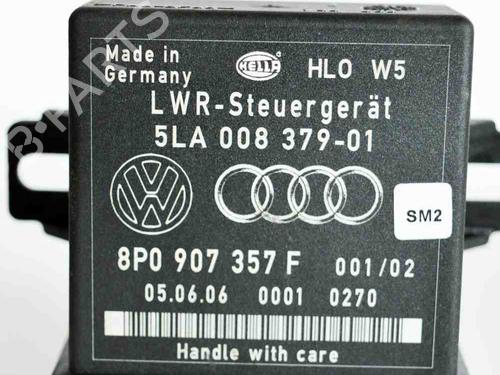 Made in
Germany
HELLA
HLO W5
LWR-Steuergerät
5LA 008 379-01
SM2
8P0 907 357 F 001/02
05.06.06 0001 0270
Handle with care
PARTS